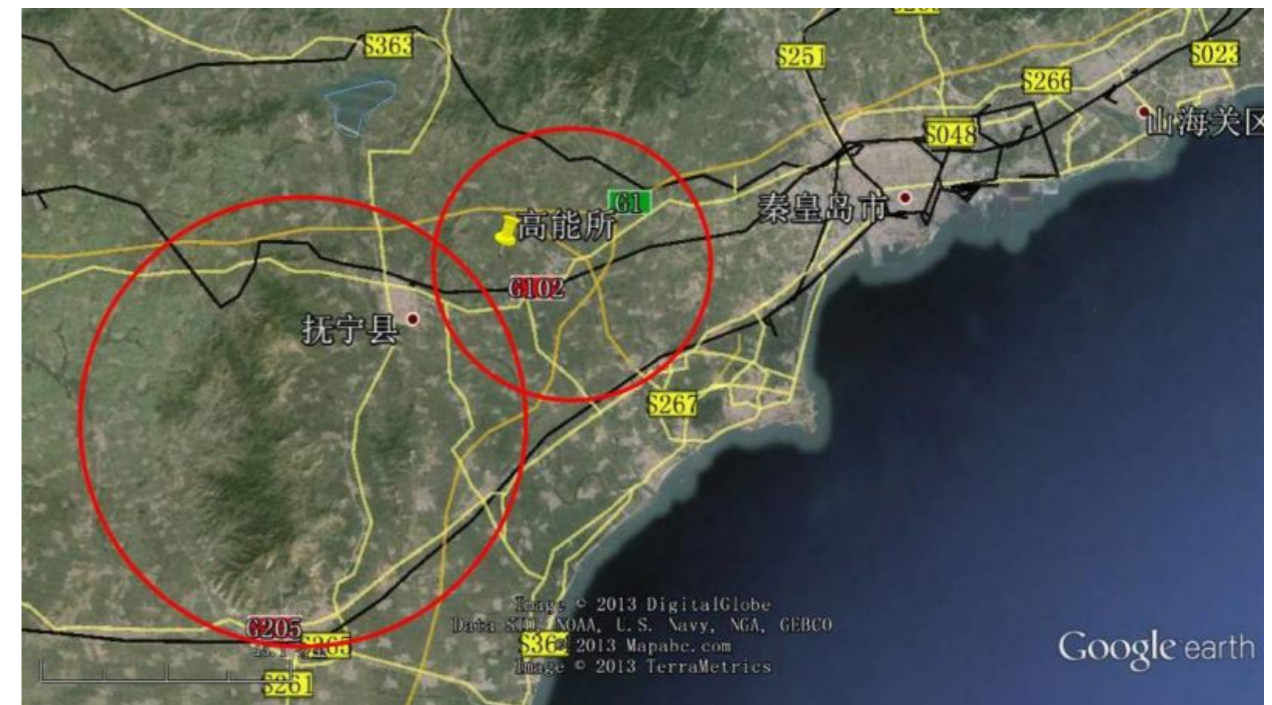 S363
S251
S023
S266
山海关区
S048
秦皇岛市
G1
高能所
G102
抚宁县
S267
Image © 2013 DigitalGlobe
Data SIO, NOAA, U.S. Navy, NGA, GEBCO
© 2013 Mapabc.com
Image © 2013 TerraMetrics
G205
S365
S261
Google earth